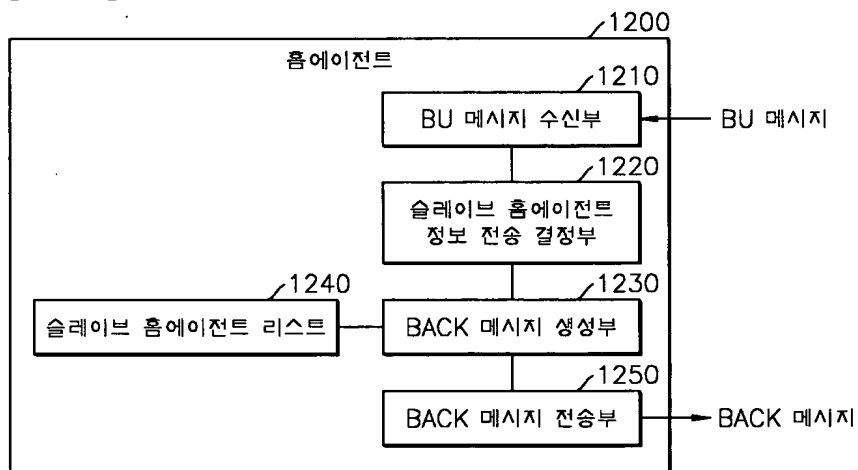 1200
홈에이전트
1210
BU 메시지 수신부
BU 메시지
1220
슬레이브 홈에이전트
정보 전송 결정부
1240
1230
슬레이브 홈에이전트 리스트
BACK 메시지 생성부
1250
BACK 메시지 전송부
BACK 메시지